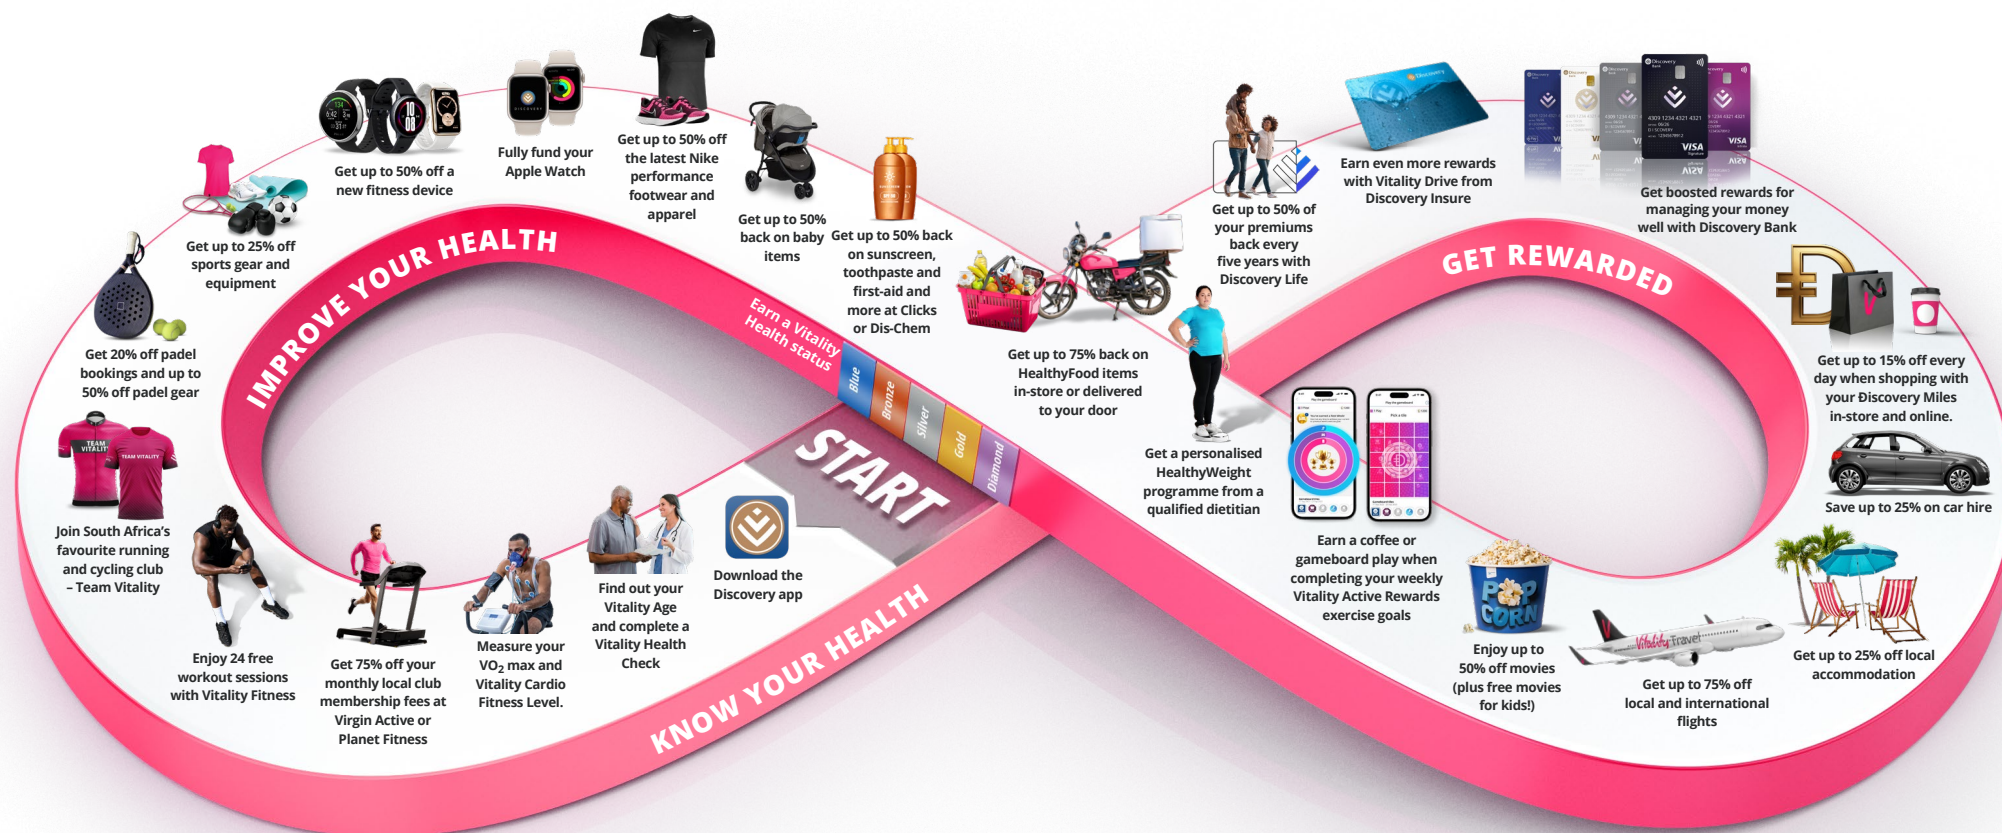 START
Download the
Discovery app
Find out your
Vitality Age
and complete a
Vitality Health
Check
Measure your
VO₂ max and
Vitality Cardio
Fitness Level.
Get 75% off your
monthly local club
membership fees at
Virgin Active or
Planet Fitness
Enjoy 24 free
workout sessions
with Vitality Fitness
TEAM
VITALITY
TEAM VITALITY
Join South Africa's
favourite running
and cycling club
– Team Vitality
Get 20% off padel
bookings and up to
50% off padel gear
Get up to 25% off
sports gear and
equipment
Get up to 50% off a
new fitness device
Fully fund your
Apple Watch
Get up to 50% off
the latest Nike
performance
footwear and
apparel
Get up to 50%
back on baby
items
Get up to 50% back
on sunscreen,
toothpaste and
first-aid and
more at Clicks
or Dis-Chem
KNOW YOUR HEALTH
IMPROVE YOUR HEALTH
Earn a Vitality
Health status
Blue
Bronze
Silver
Gold
Diamond
Get up to 75% back on
HealthyFood items
in-store or delivered
to your door
Get a personalised
HealthyWeight
programme from a
qualified dietitian
Earn a coffee or
gameboard play when
completing your weekly
Vitality Active Rewards
exercise goals
POP
CORN
Enjoy up to
50% off movies
(plus free movies
for kids!)
Vitality Travel
Get up to 75% off
local and international
flights
Get up to 25% off local
accommodation
Save up to 25% on car hire
Get up to 15% off every
day when shopping with
your Ðiscovery Miles
in-store and online.
Discovery
Bank
VISA
Get boosted rewards for
managing your money
well with Discovery Bank
Discovery
Earn even more rewards
with Vitality Drive from
Discovery Insure
Get up to 50% of
your premiums
back every
five years with
Discovery Life
GET REWARDED